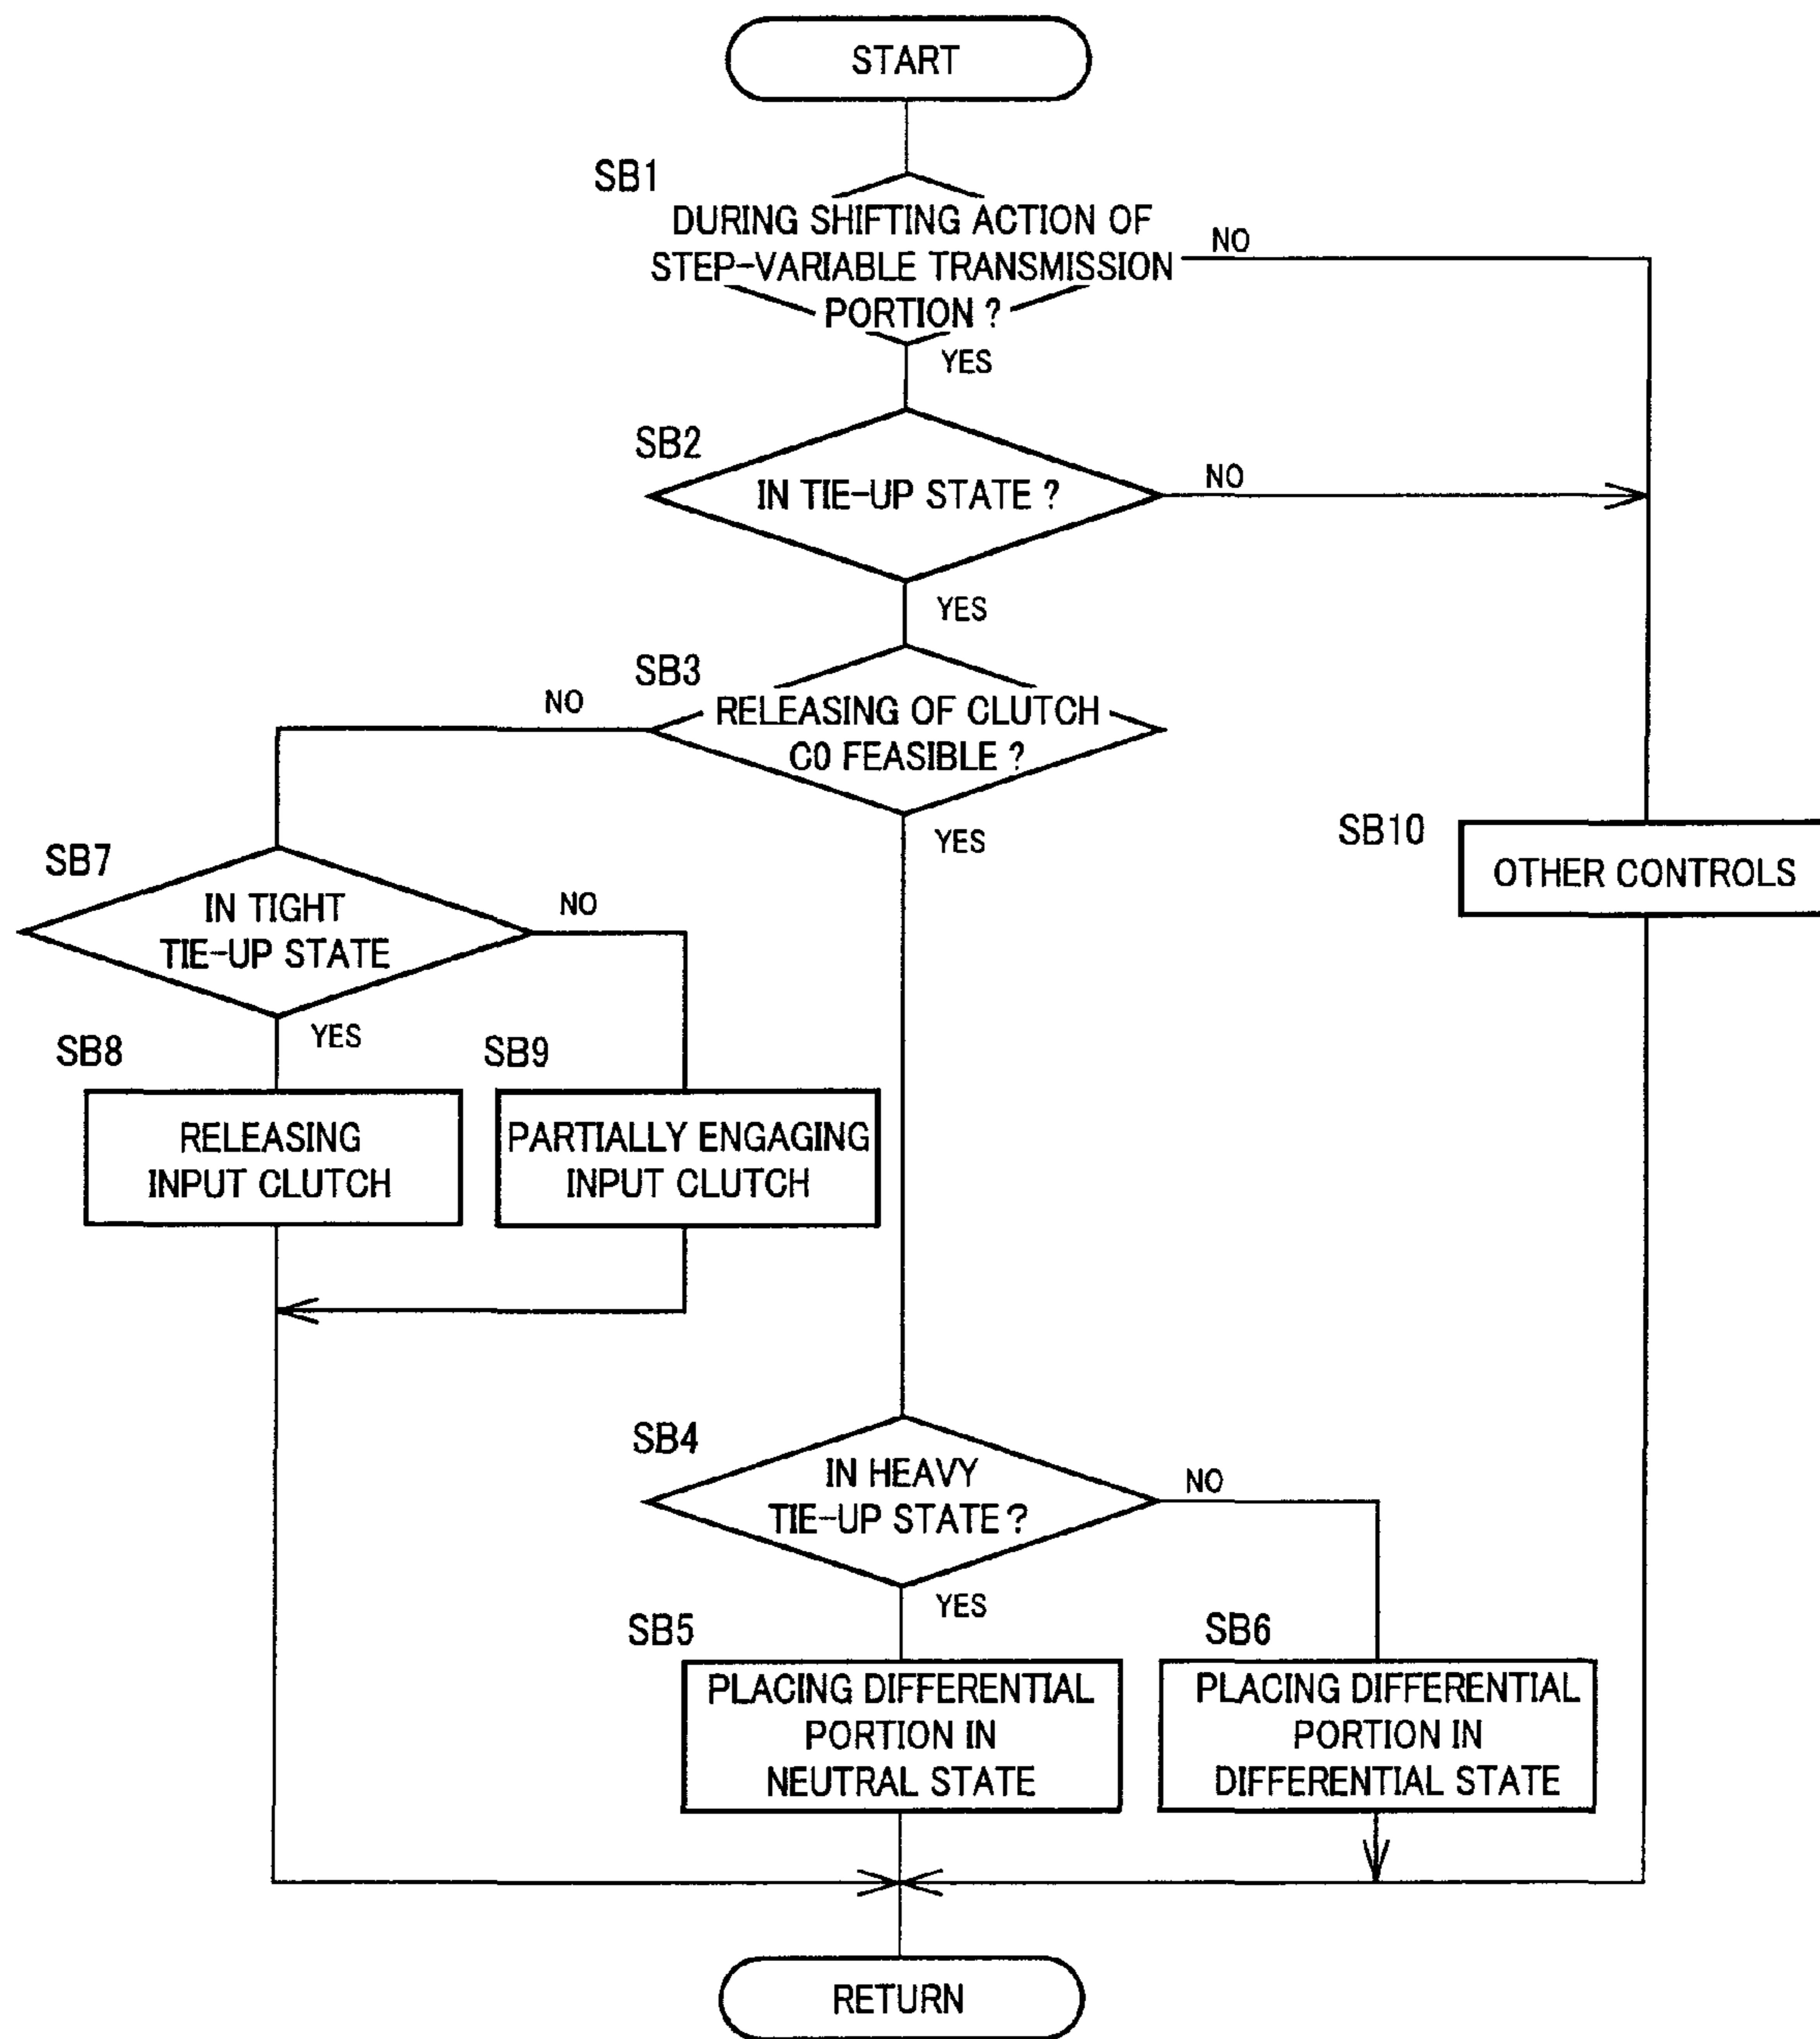 START
SB1
DURING SHIFTING ACTION OF
STEP-VARIABLE TRANSMISSION
PORTION ?
NO
YES
SB2
IN TIE-UP STATE ?
NO
YES
SB3
RELEASING OF CLUTCH
C0 FEASIBLE ?
NO
YES
SB7
IN TIGHT
TIE-UP STATE
NO
YES
SB10
OTHER CONTROLS
SB8
RELEASING
INPUT CLUTCH
SB9
PARTIALLY ENGAGING
INPUT CLUTCH
SB4
IN HEAVY
TIE-UP STATE ?
NO
YES
SB5
PLACING DIFFERENTIAL
PORTION IN
NEUTRAL STATE
SB6
PLACING DIFFERENTIAL
PORTION IN
DIFFERENTIAL STATE
RETURN